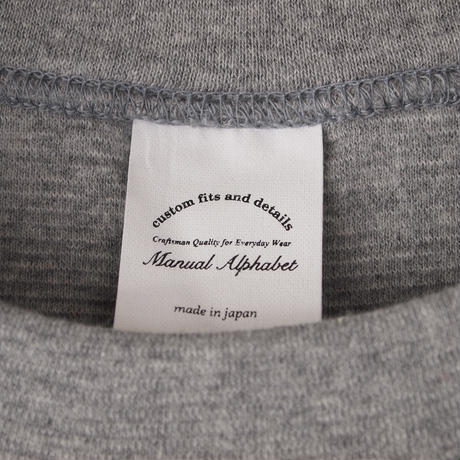 custom fits and details
Craftsman Quality for Everyday Wear
Manual Alphabet
made in japan